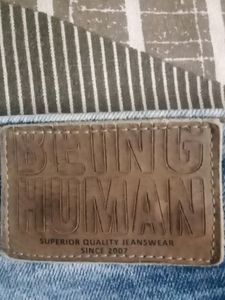 BEING
HUMAN
SUPERIOR QUALITY JEANSWEAR
SINCE 2007